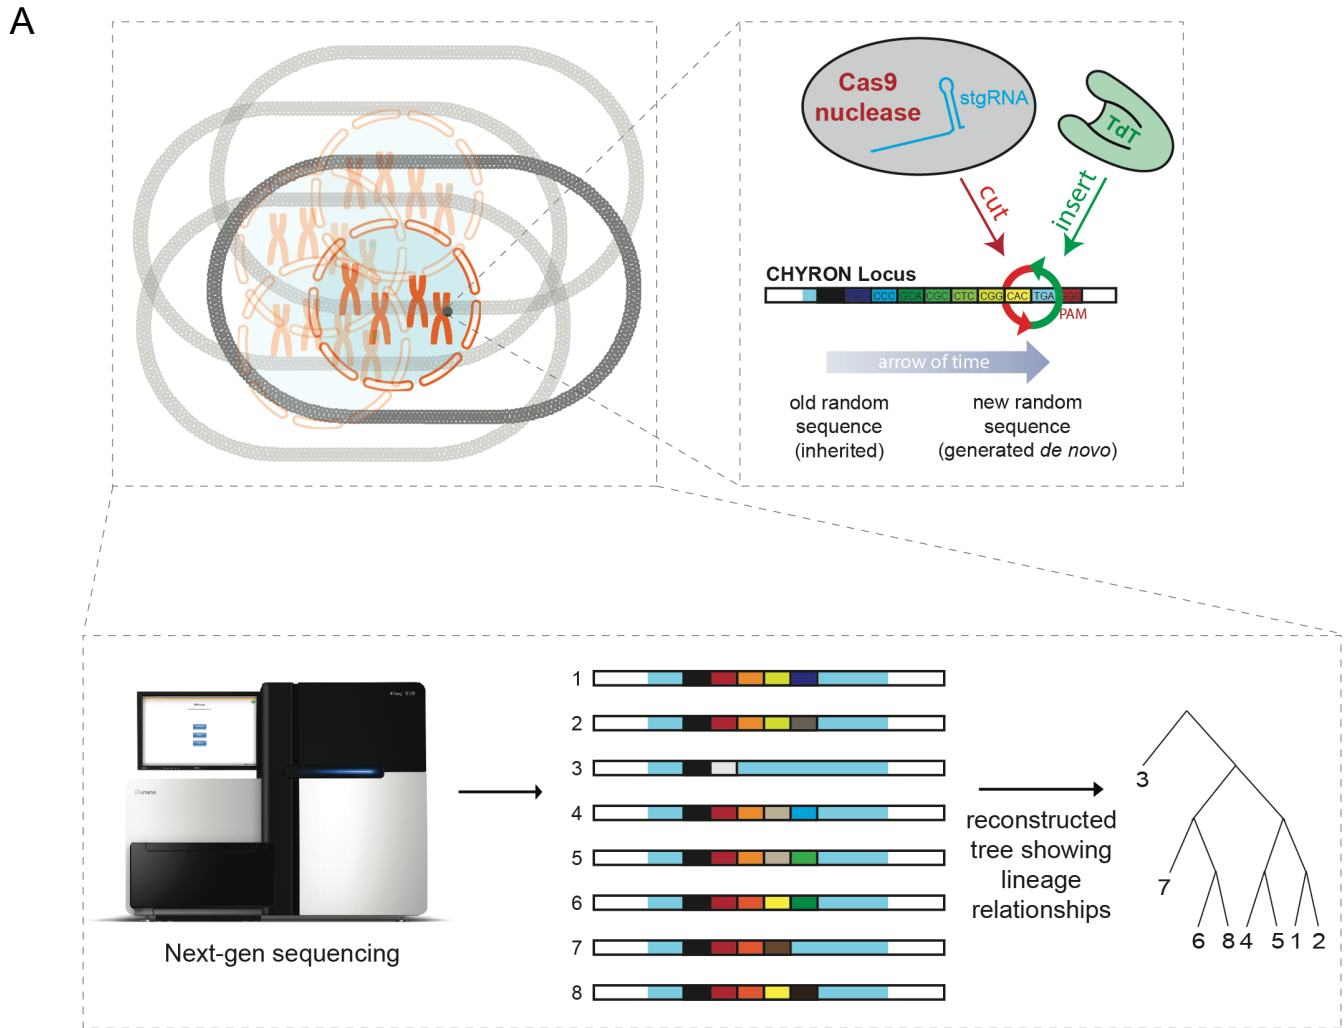 A
Cas9
nuclease
stgRNA
TdT
cut
insert
CHYRON Locus
CCC GCA CGC CTC CGG CAC TGA GGG
PAM
arrow of time
old random
sequence
(inherited)
new random
sequence
(generated de novo)
1
2
3
4
5
6
7
8
Next-gen sequencing
reconstructed
tree showing
lineage
relationships
3
7
6 8 4 5 1 2